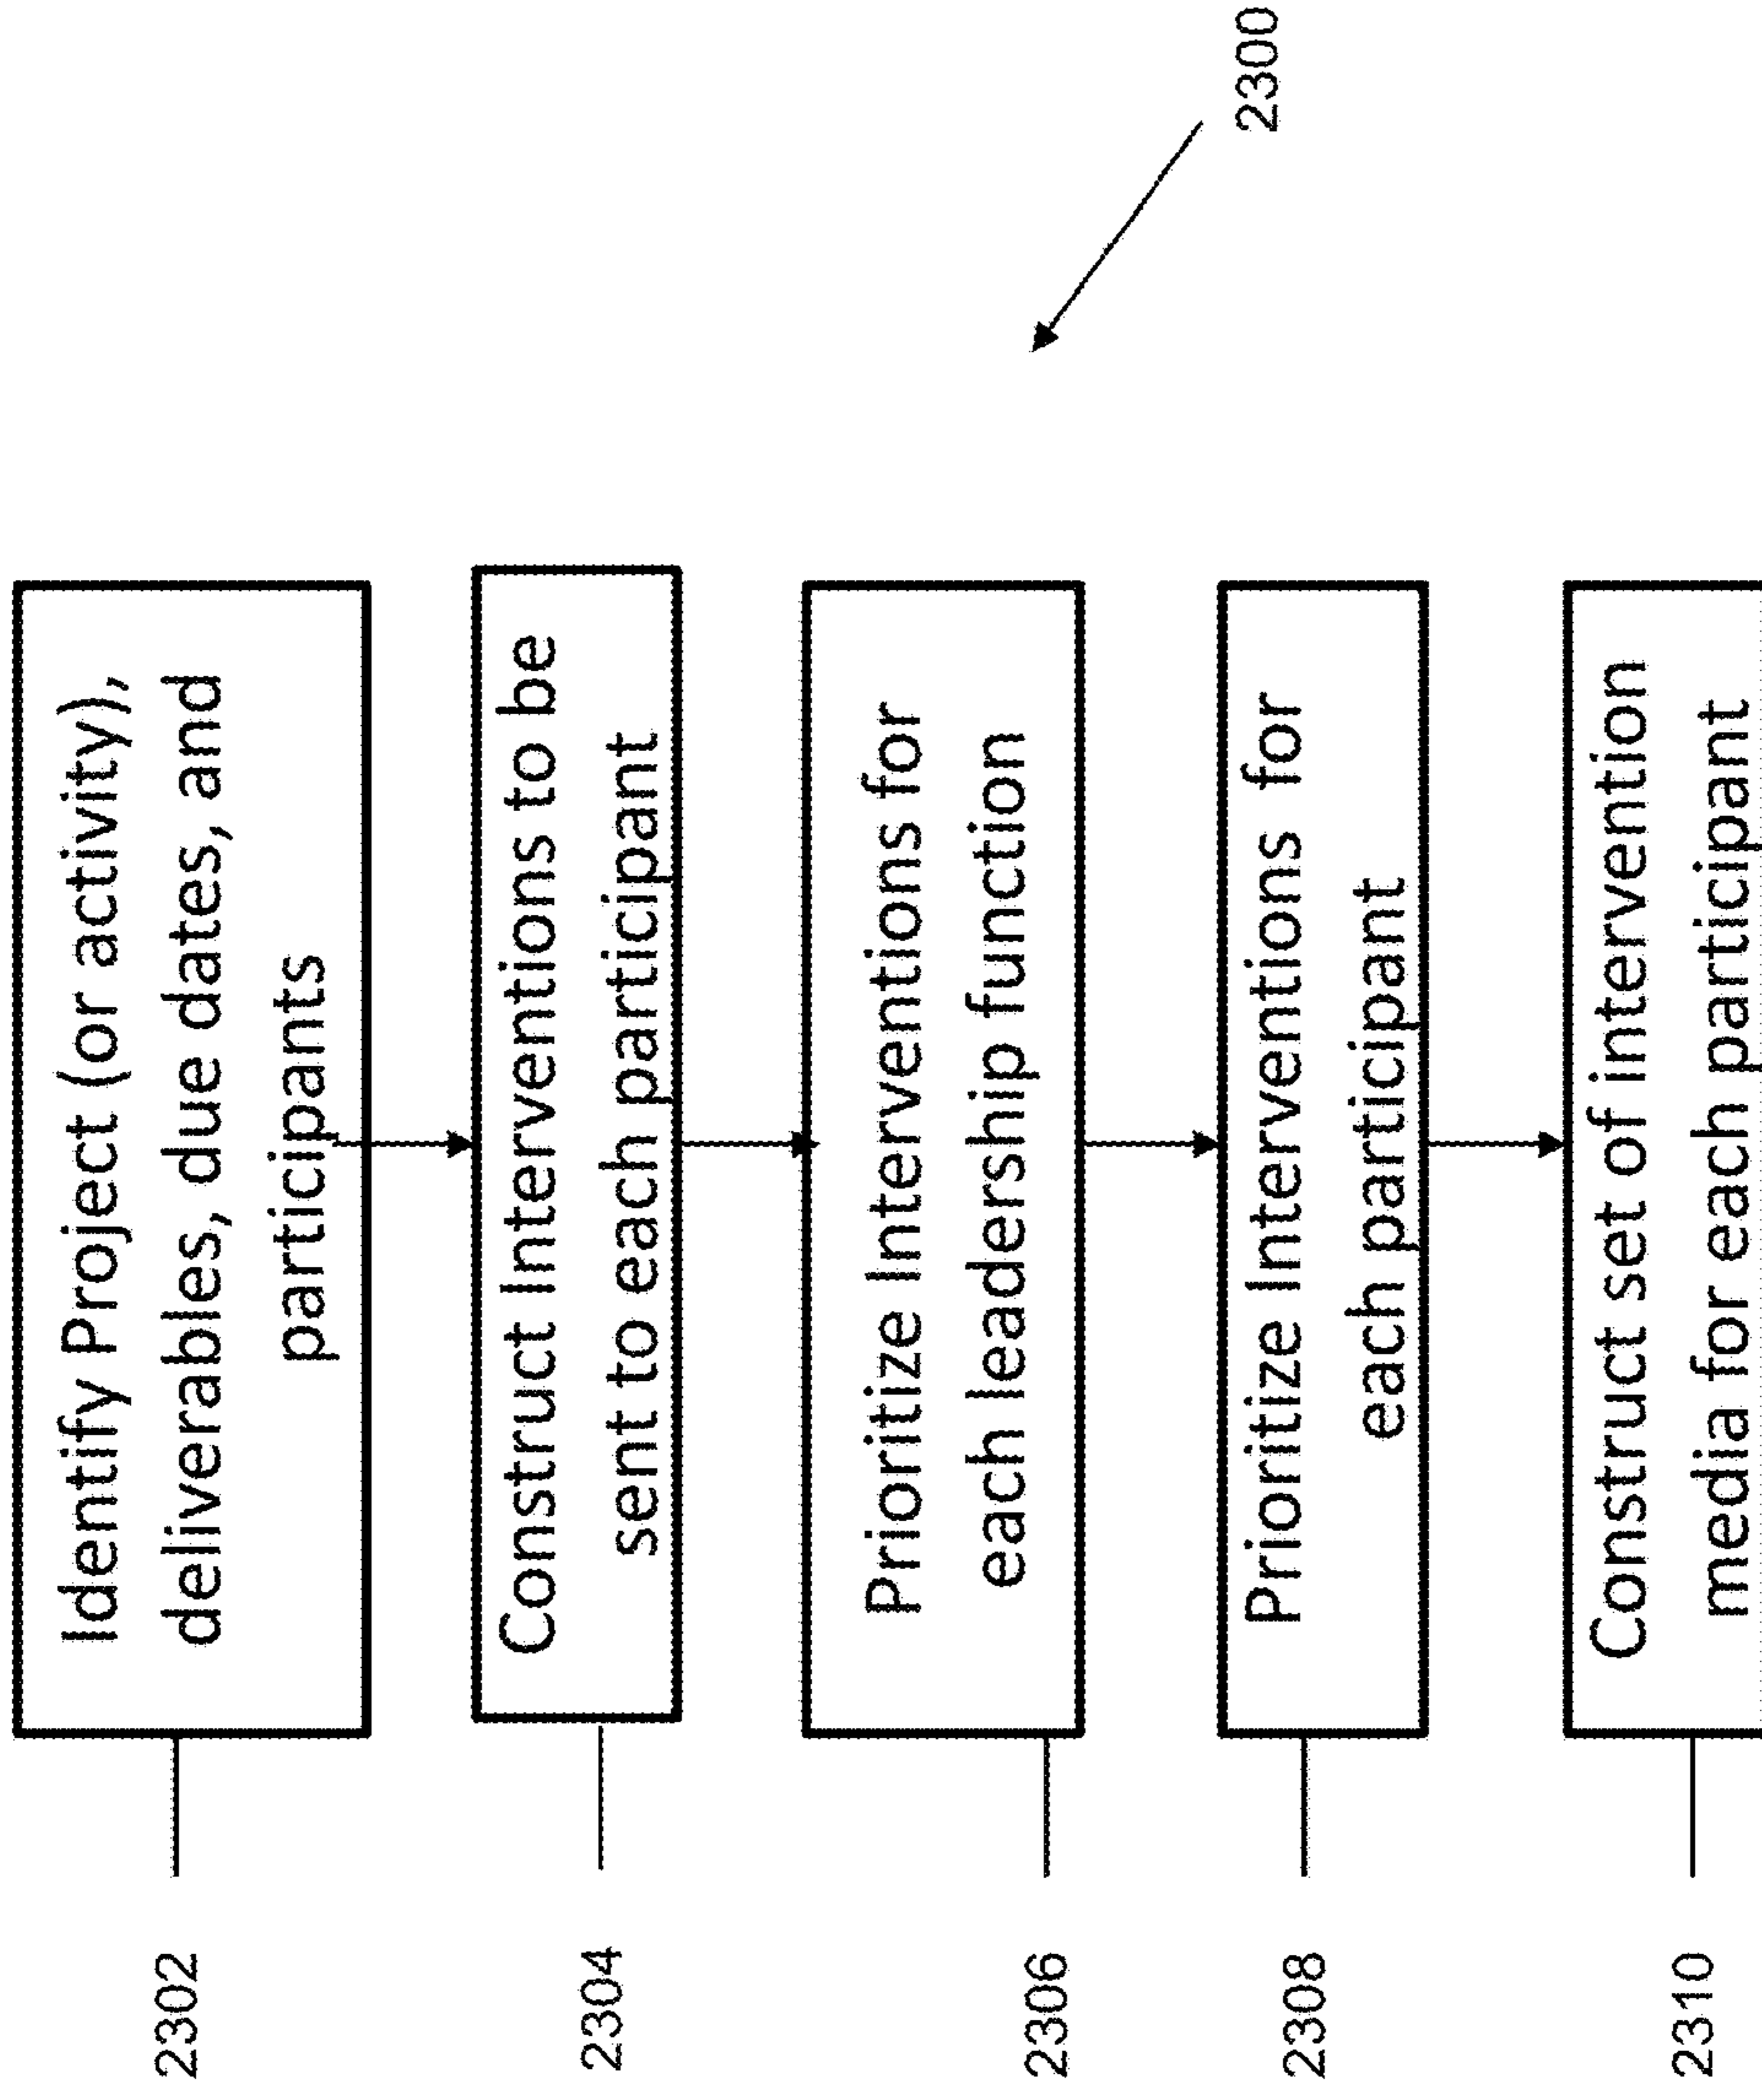 2302
Identify Project (or activity),
deliverables, due dates, and
participants
2304
Construct Interventions to be
sent to each participant
2306
Prioritize Interventions for
each leadership function
2308
Prioritize Interventions for
each participant
2310
Construct set of intervention
media for each participant
2300